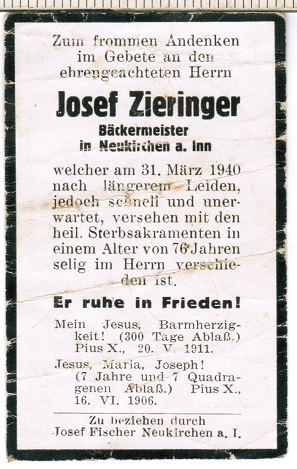 Zum frommen Andenken
im Gebete an den
ehrengeachteten Herrn
Josef Zieringer
Bäckermeister
in Neukirchen a. Inn
welcher am 31. März 1940
nach längerem Leiden,
jedoch schnell und uner-
wartet, versehen mit den
heil. Sterbsakramenten in
einem Alter von 76 Jahren
selig im Herrn verschie-
den ist.
Er ruhe in Frieden!
Mein Jesus, Barmherzig-
keit! (300 Tage Ablaß.)
Pius X., 20. V. 1911.
Jesus, Maria, Joseph!
(7 Jahre und 7 Quadra-
genen Ablaß.) Pius X.,
16. VI. 1906.
Zu beziehen durch
Josef Fischer Neukirchen a. I.